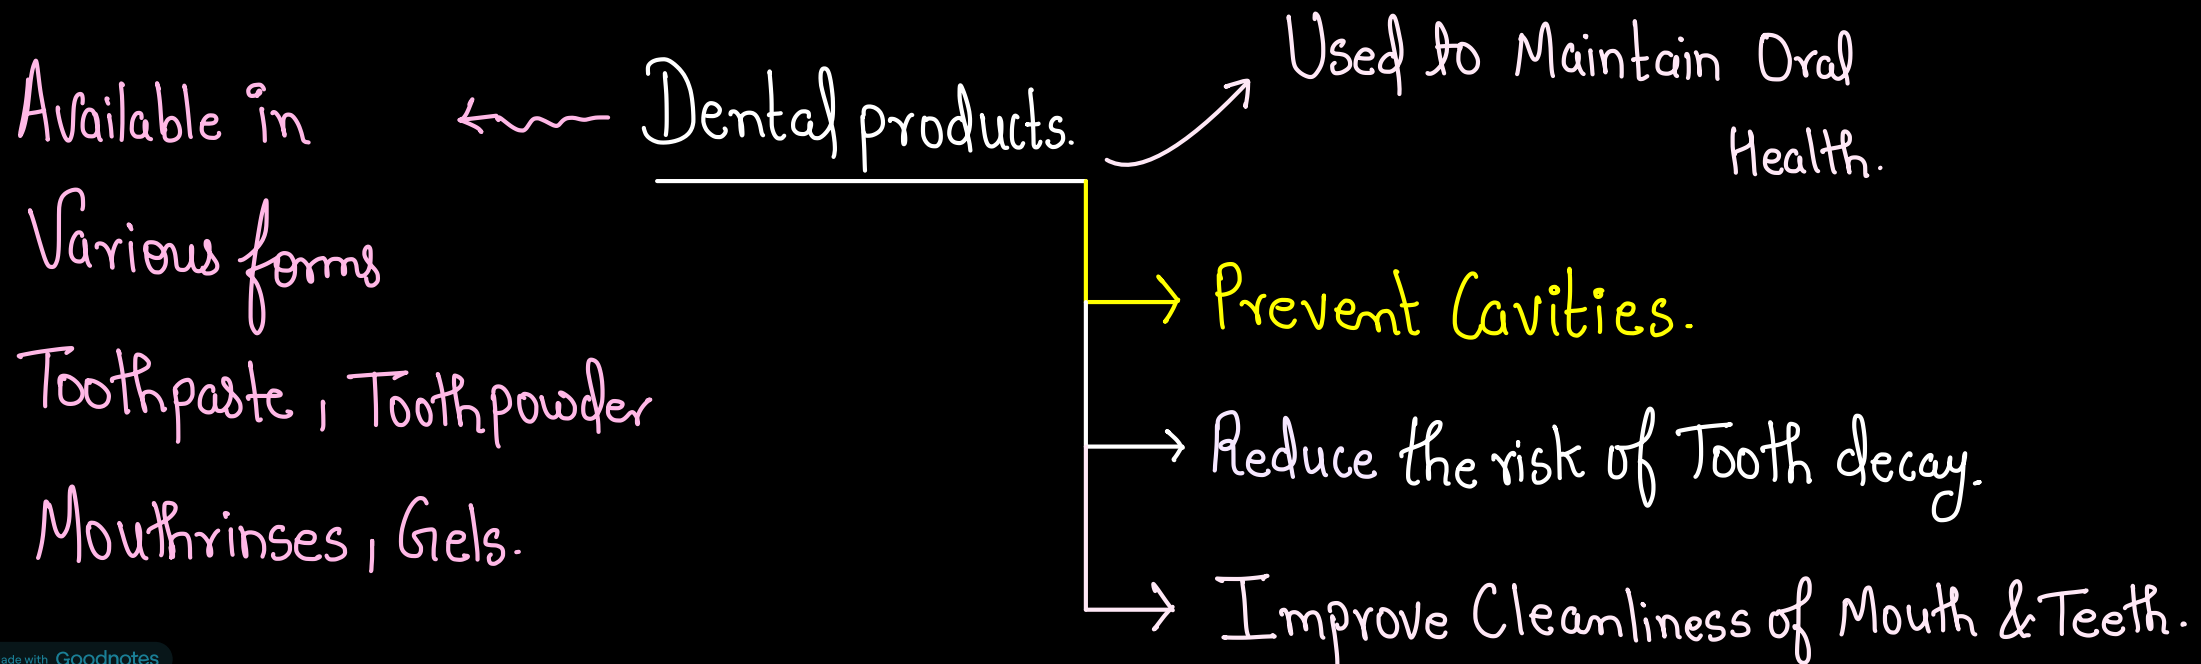 Dental products.
Used to Maintain Oral
Health.
Available in
Various forms
Toothpaste, Toothpowder
Mouthrinses, Gels.
Prevent Cavities.
Reduce the risk of Tooth decay.
Improve Cleanliness of Mouth & Teeth.
ade with Goodnotes